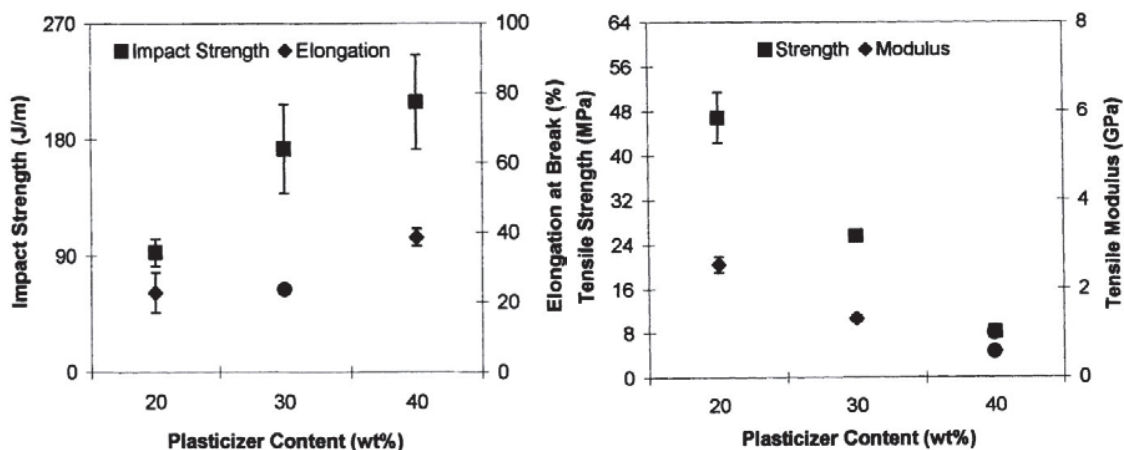 270
180
90
0
Impact Strength (J/m)
Impact Strength Elongation
100
80
60
40
20
0
Elongation at Break (%)
20 30 40
Plasticizer Content (wt%)
64
56
48
40
32
24
16
8
0
Tensile Strength (MPa)
Strength Modulus
8
6
4
2
0
Tensile Modulus (GPa)
20 30 40
Plasticizer Content (wt%)